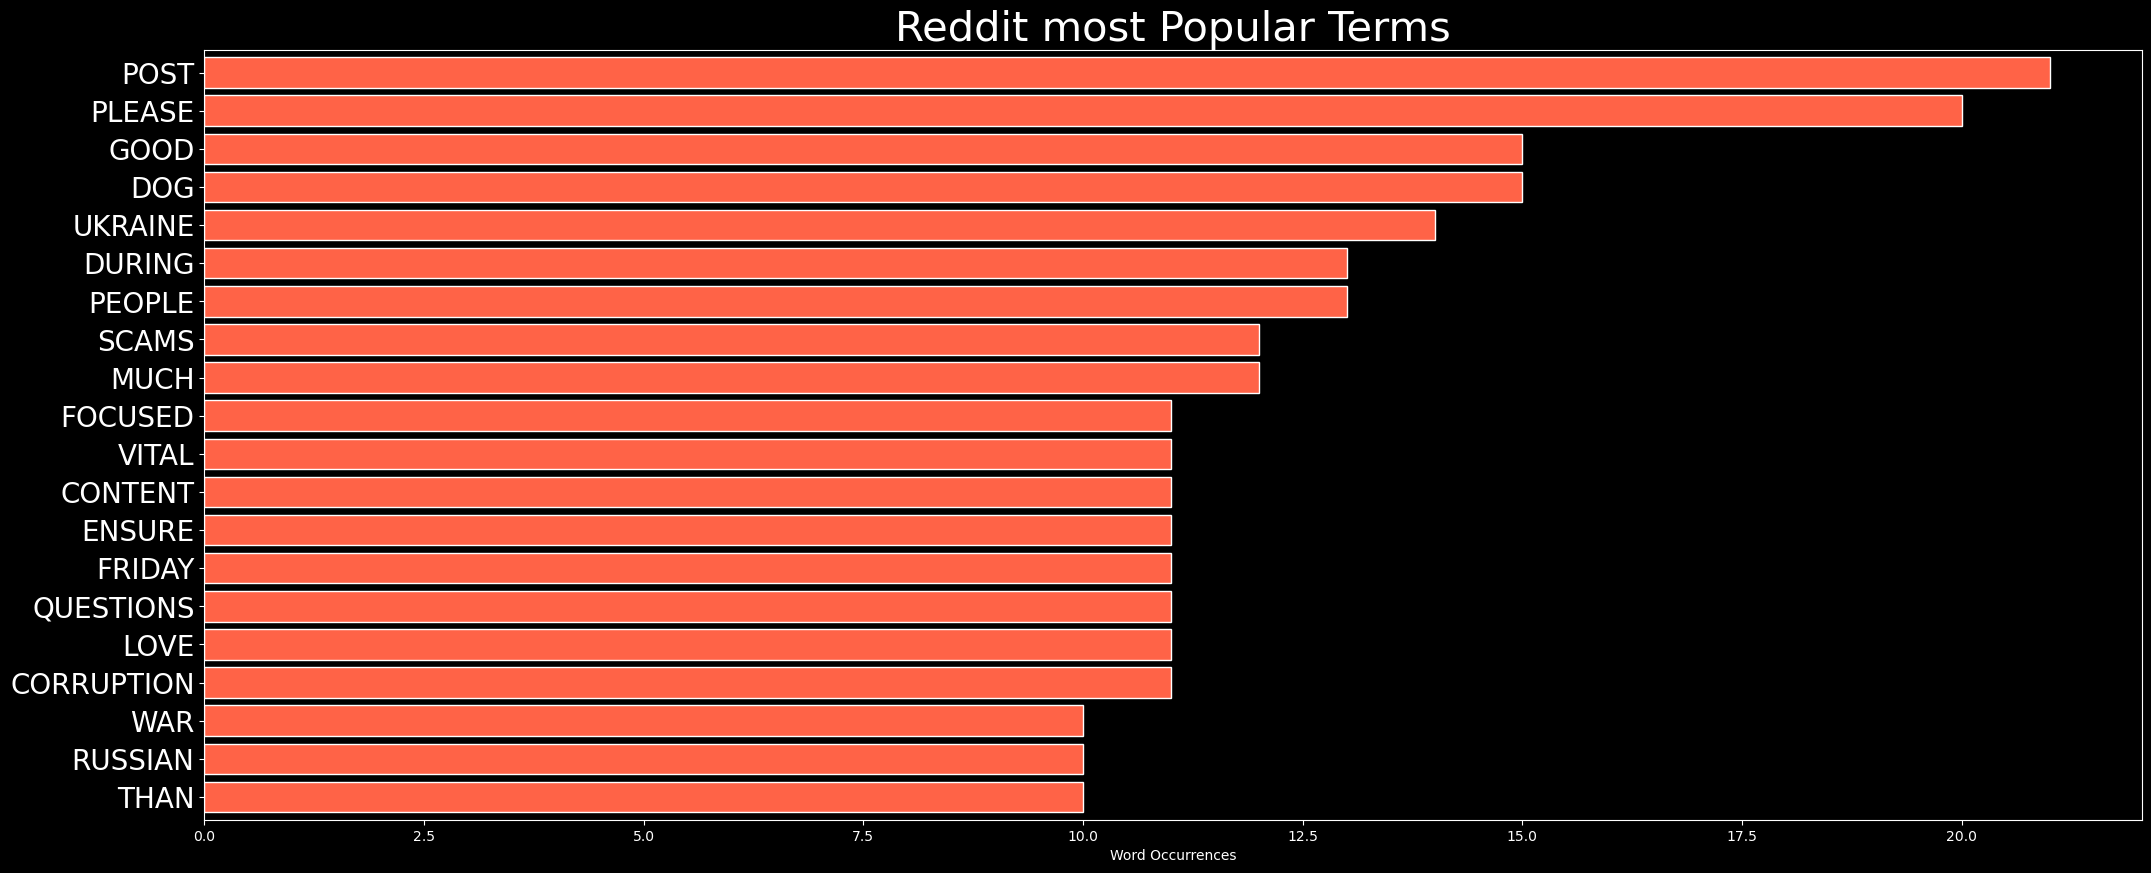 Reddit most Popular Terms
POST
PLEASE
GOOD
DOG
UKRAINE
DURING
PEOPLE
SCAMS
MUCH
FOCUSED
VITAL
CONTENT
ENSURE
FRIDAY
QUESTIONS
LOVE
CORRUPTION
WAR
RUSSIAN
THAN
0.0 2.5 5.0 7.5 10.0 12.5 15.0 17.5 20.0
Word Occurrences